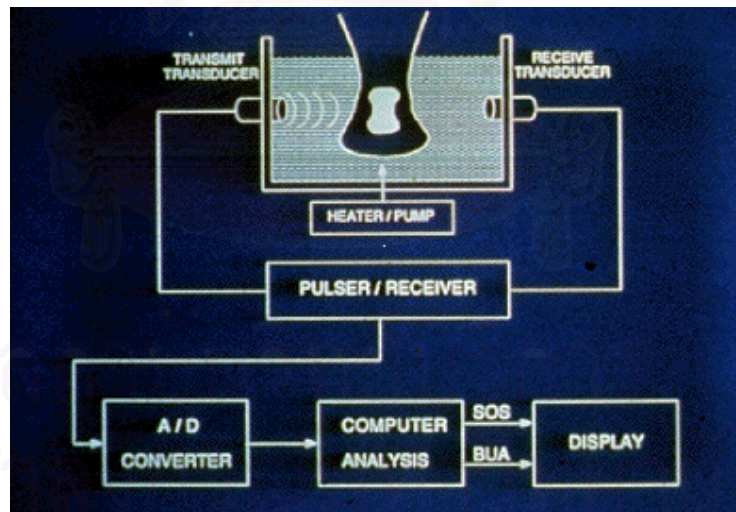 TRANSMIT
TRANSDUCER
RECEIVE
TRANSDUCER
HEATER / PUMP
PULSER / RECEIVER
A / D
CONVERTER
COMPUTER
ANALYSIS
SOS
BUA
DISPLAY